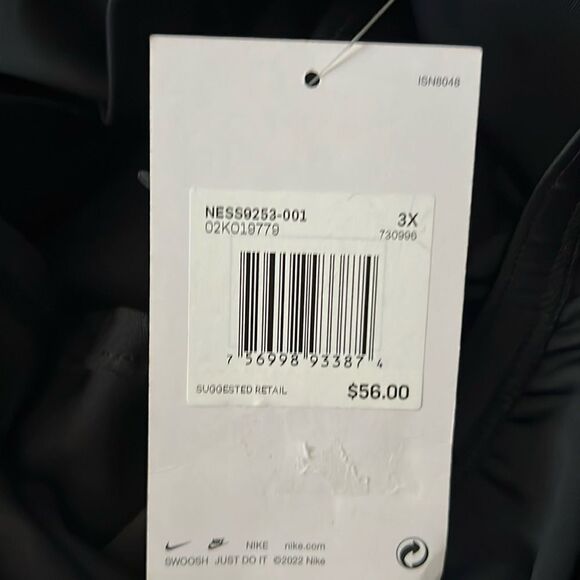 ISN8048
NESS9253-001 3X
02KO19779 730996
7 56998 93387 4
SUGGESTED RETAIL $56.00
NIKE nike.com
SWOOSH JUST DO IT ©2022 Nike